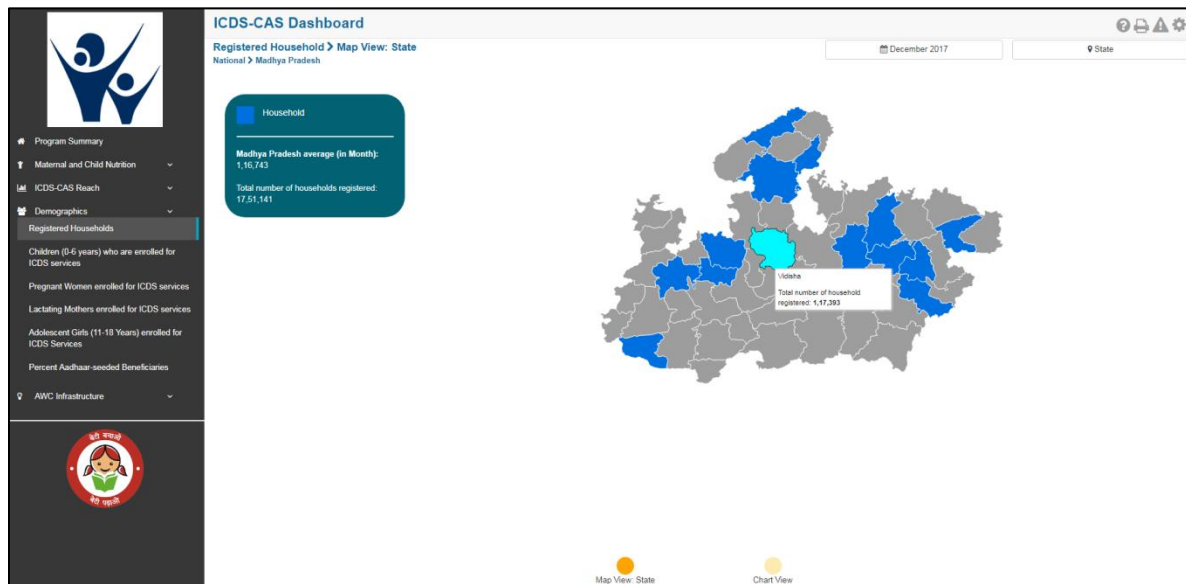 ICDS-CAS Dashboard
Registered Household > Map View: State
National > Madhya Pradesh
December 2017
State
Program Summary
Maternal and Child Nutrition
ICDS-CAS Reach
Demographics
Registered Households
Children (0-6 years) who are enrolled for
ICDS services
Pregnant Women enrolled for ICDS services
Lactating Mothers enrolled for ICDS services
Adolescent Girls (11-18 Years) enrolled for
ICDS Services
Percent Aadhaar-seeded Beneficiaries
AWC Infrastructure
बेटी बचाओ
बेटी पढ़ाओ
Household
Madhya Pradesh average (in Month):
1,16,743
Total number of households registered:
17,51,141
Vidisha
Total number of household
registered: 1,17,393
Map View: State
Chart View